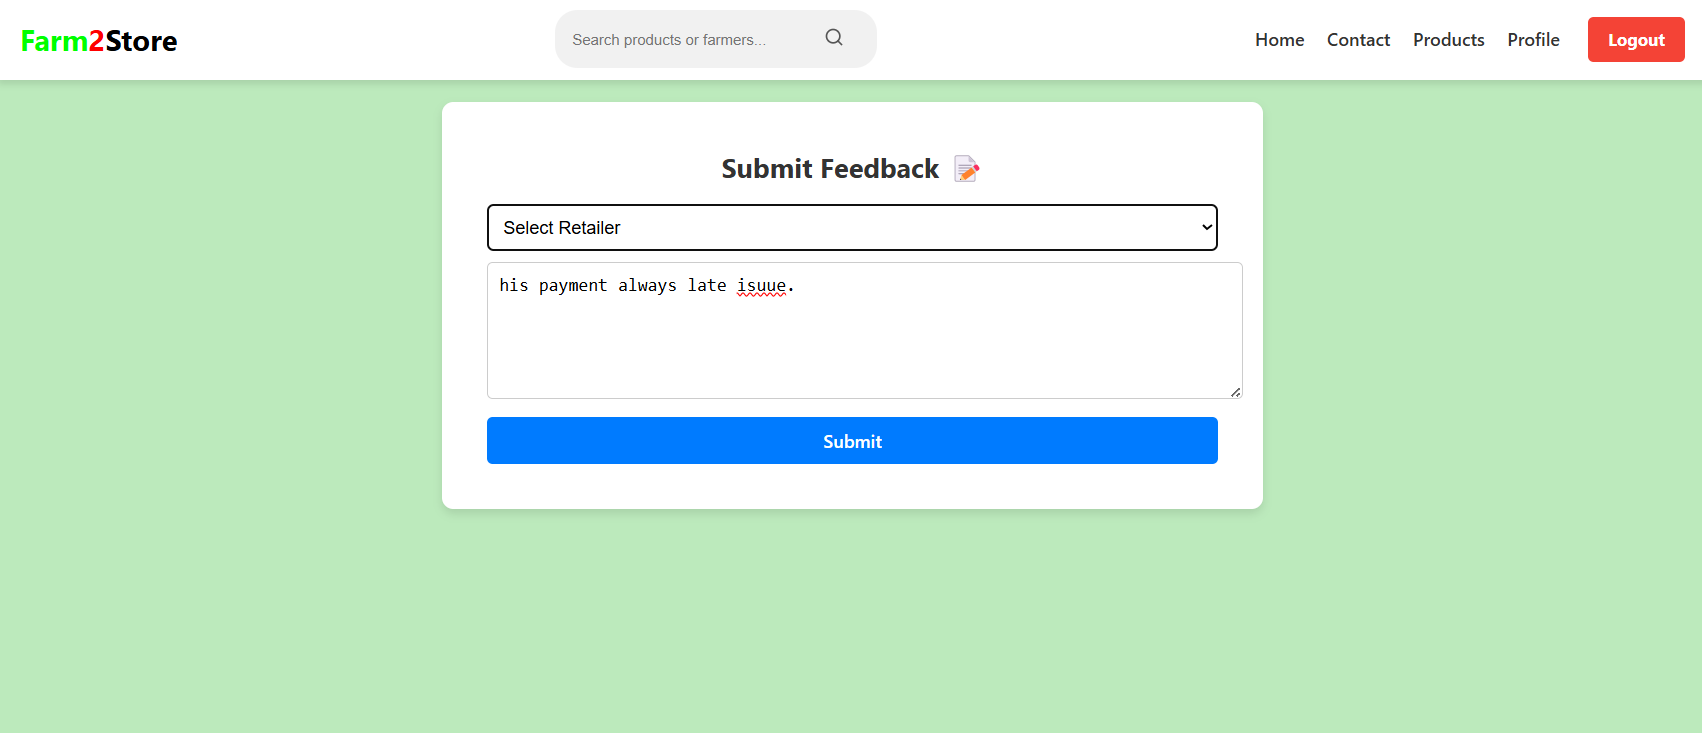 Farm2Store
Search products or farmers...
Home Contact Products Profile Logout
Submit Feedback 📝
Select Retailer
his payment always late isuue.
Submit